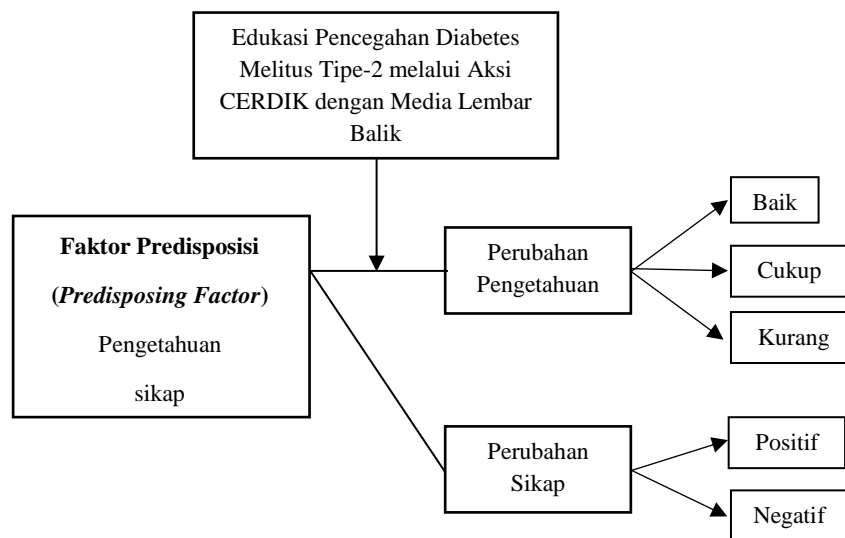 Edukasi Pencegahan Diabetes
Melitus Tipe-2 melalui Aksi
CERDIK dengan Media Lembar
Balik
Faktor Predisposisi
(Predisposing Factor)
Pengetahuan
sikap
Perubahan
Pengetahuan
Baik
Cukup
Kurang
Perubahan
Sikap
Positif
Negatif